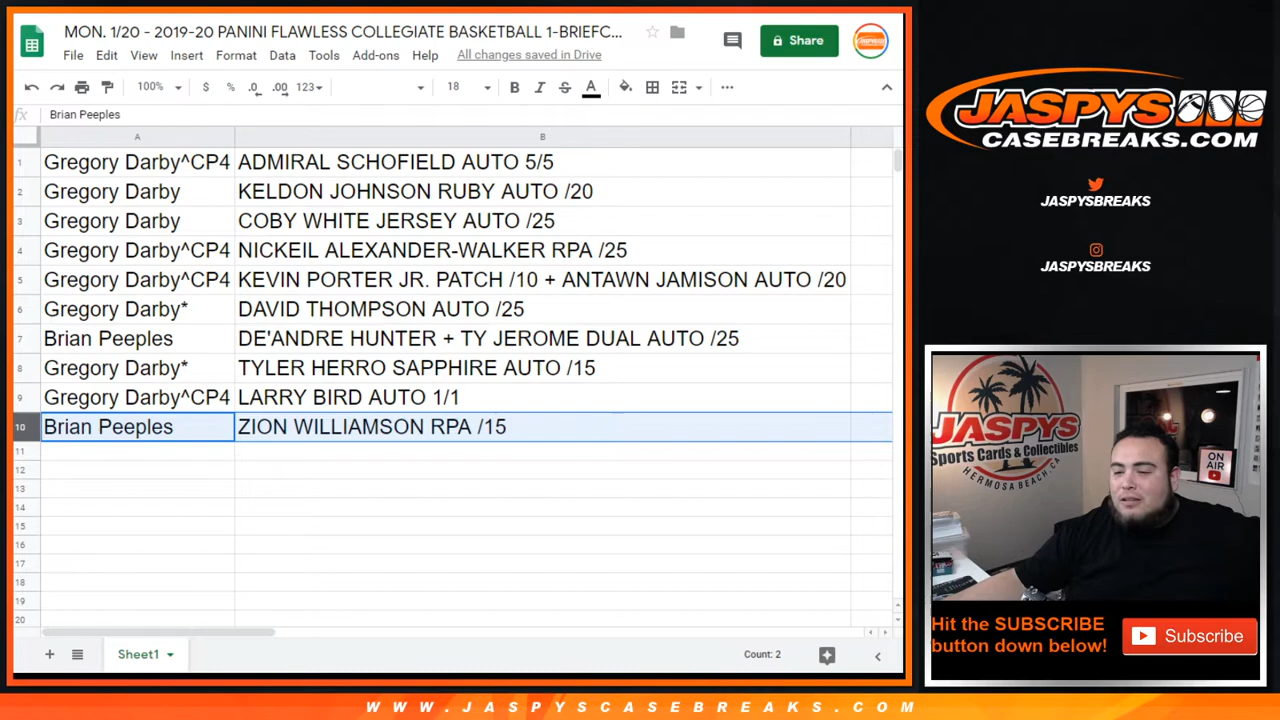 MON. 1/20 - 2019-20 PANINI FLAWLESS COLLEGIATE BASKETBALL 1-BRIEFC...
File Edit View Insert Format Data Tools Add-ons Help All changes saved in Drive
Share
100% $ % .0 .00 123 18 B I S A
fx Brian Peeples
A B
1 Gregory Darby^CP4 ADMIRAL SCHOFIELD AUTO 5/5
2 Gregory Darby KELDON JOHNSON RUBY AUTO /20
3 Gregory Darby COBY WHITE JERSEY AUTO /25
4 Gregory Darby^CP4 NICKEIL ALEXANDER-WALKER RPA /25
5 Gregory Darby^CP4 KEVIN PORTER JR. PATCH /10 + ANTAWN JAMISON AUTO /20
6 Gregory Darby* DAVID THOMPSON AUTO /25
7 Brian Peeples DE'ANDRE HUNTER + TY JEROME DUAL AUTO /25
8 Gregory Darby* TYLER HERRO SAPPHIRE AUTO /15
9 Gregory Darby^CP4 LARRY BIRD AUTO 1/1
10 Brian Peeples ZION WILLIAMSON RPA /15
11
12
13
14
15
16
17
18
19
20
Sheet1
Count: 2
JASPYS
CASEBREAKS.COM
JASPYSBREAKS
JASPYSBREAKS
JASPYS
Sports Cards & Collectibles
HERMOSA BEACH, CA
ON
AIR
Hit the SUBSCRIBE
button down below!
Subscribe
WWW.JASPYSCASEBREAKS.COM